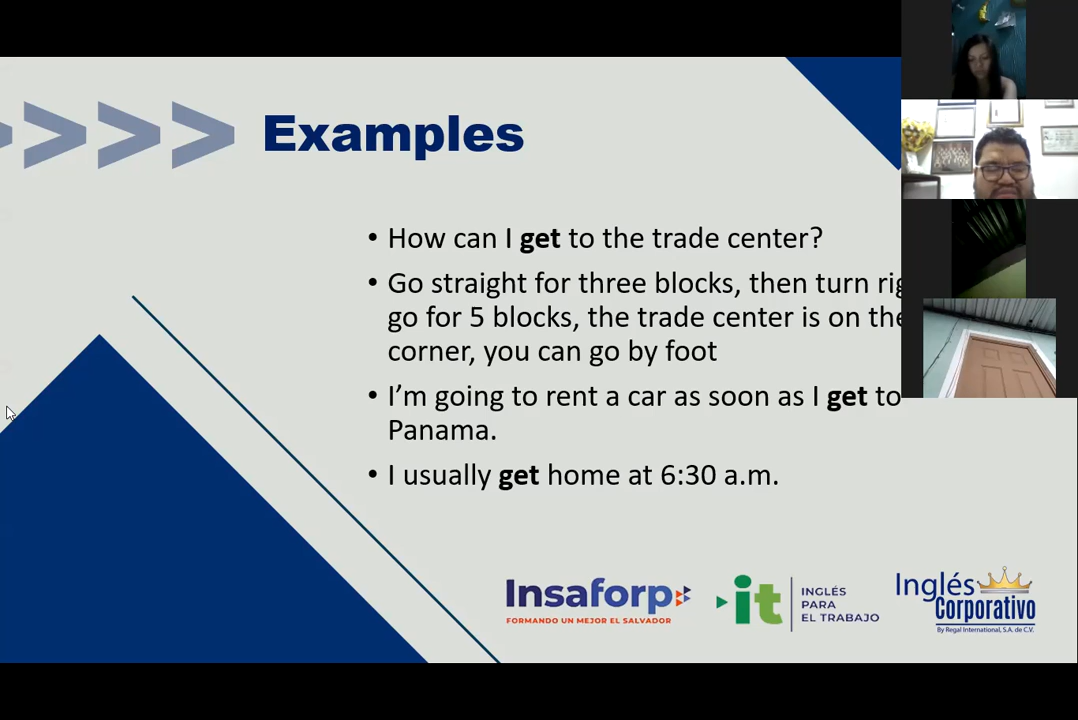 Examples
• How can I get to the trade center?
• Go straight for three blocks, then turn
go for 5 blocks, the trade center is on the
corner, you can go by foot
• I’m going to rent a car as soon as I get to
Panama.
• I usually get home at 6:30 a.m.
Insaforp
FORMANDO UN MEJOR EL SALVADOR
it
INGLÉS
PARA
EL TRABAJO
Inglés
Corporativo
By Regal International, S.A. de C.V.